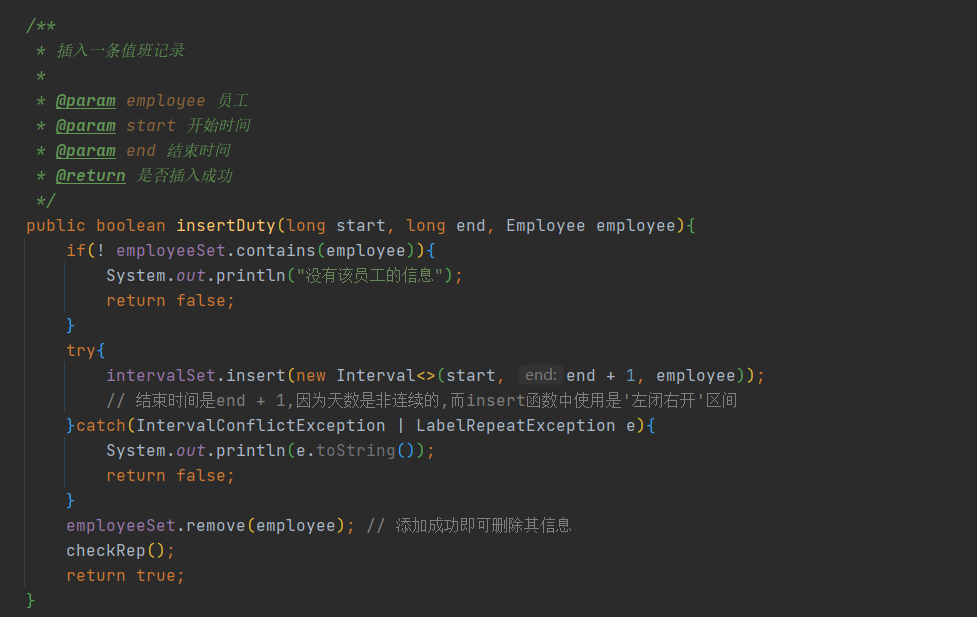 /**
 * 插入一条值班记录
 *
 * @param employee 员工
 * @param start 开始时间
 * @param end 结束时间
 * @return 是否插入成功
 */
public boolean insertDuty(long start, long end, Employee employee){
    if(! employeeSet.contains(employee)){
        System.out.println("没有该员工的信息");
        return false;
    }
    try{
        intervalSet.insert(new Interval<>(start, end: end + 1, employee));
        // 结束时间是end + 1,因为天数是非连续的,而insert函数中使用是'左闭右开'区间
    }catch(IntervalConflictException | LabelRepeatException e){
        System.out.println(e.toString());
        return false;
    }
    employeeSet.remove(employee); // 添加成功即可删除其信息
    checkRep();
    return true;
}